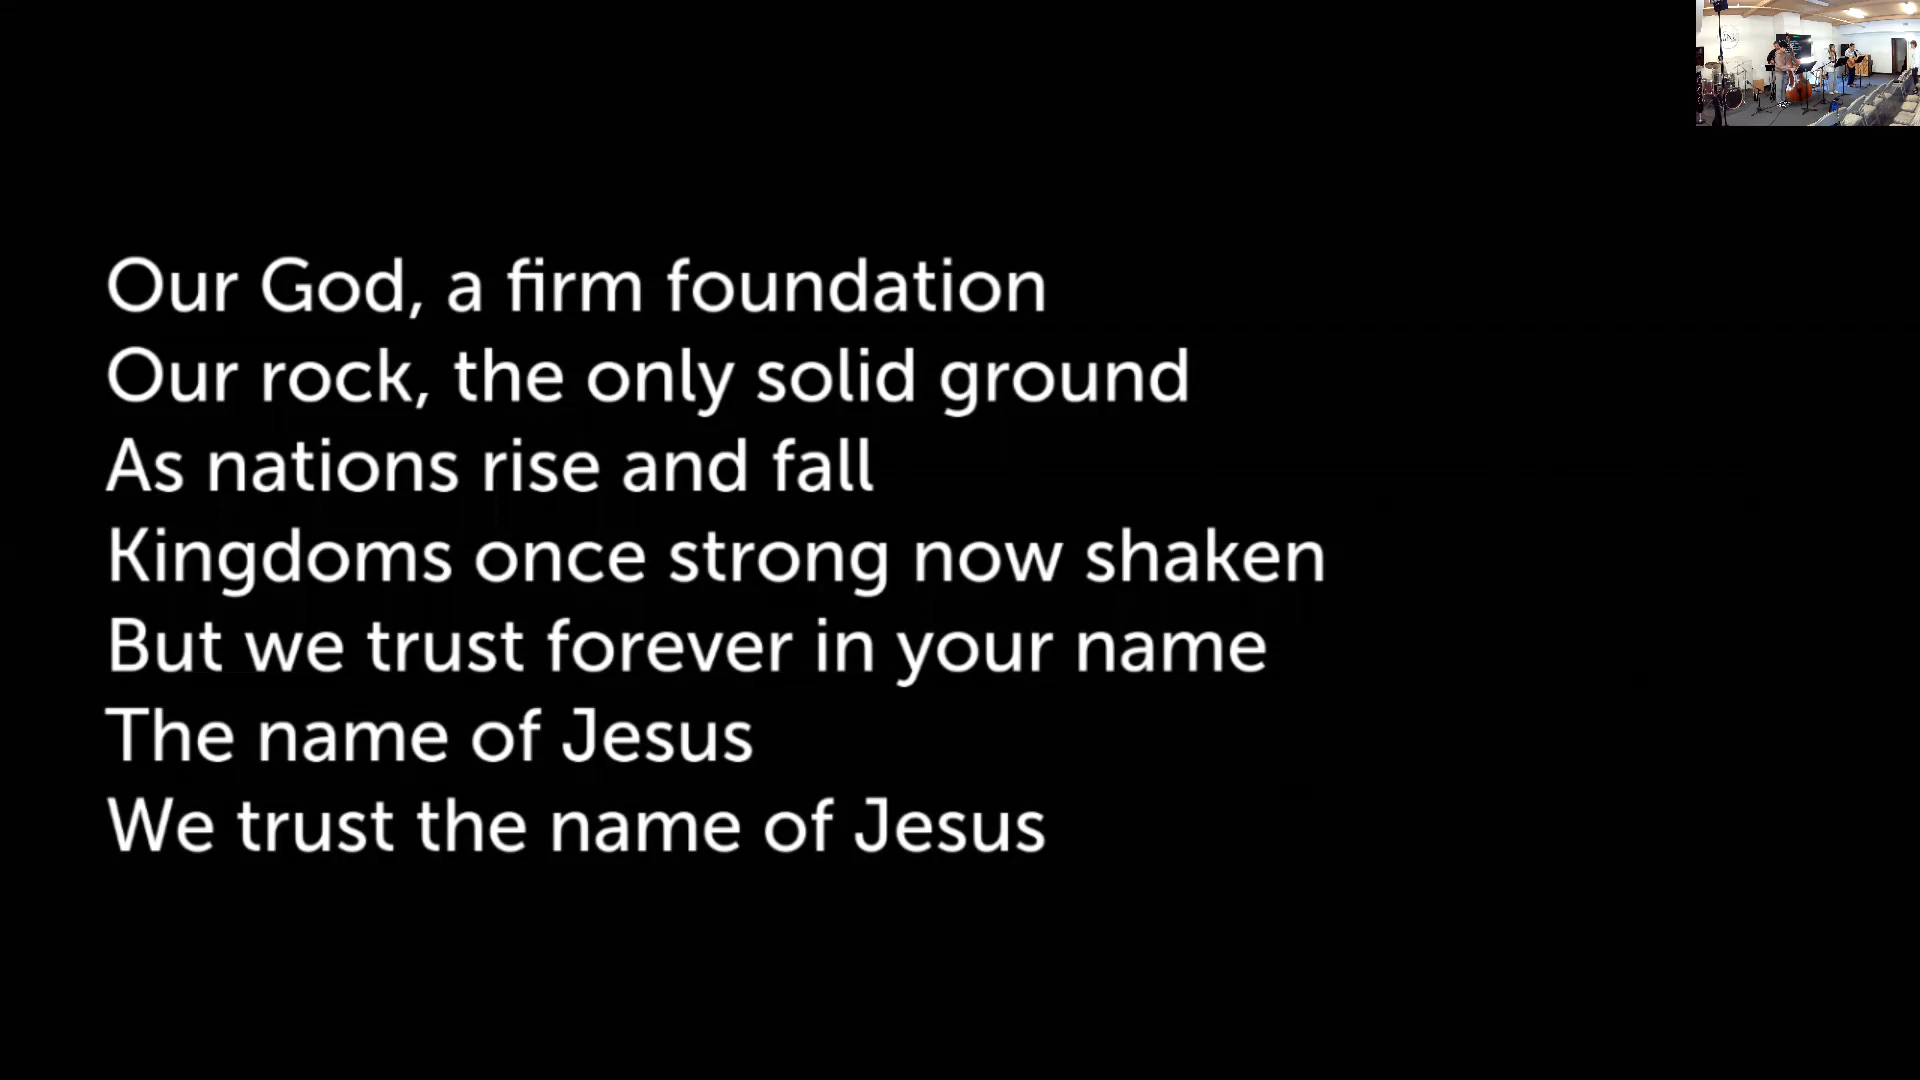 Our God, a firm foundation
Our rock, the only solid ground
As nations rise and fall
Kingdoms once strong now shaken
But we trust forever in your name
The name of Jesus
We trust the name of Jesus